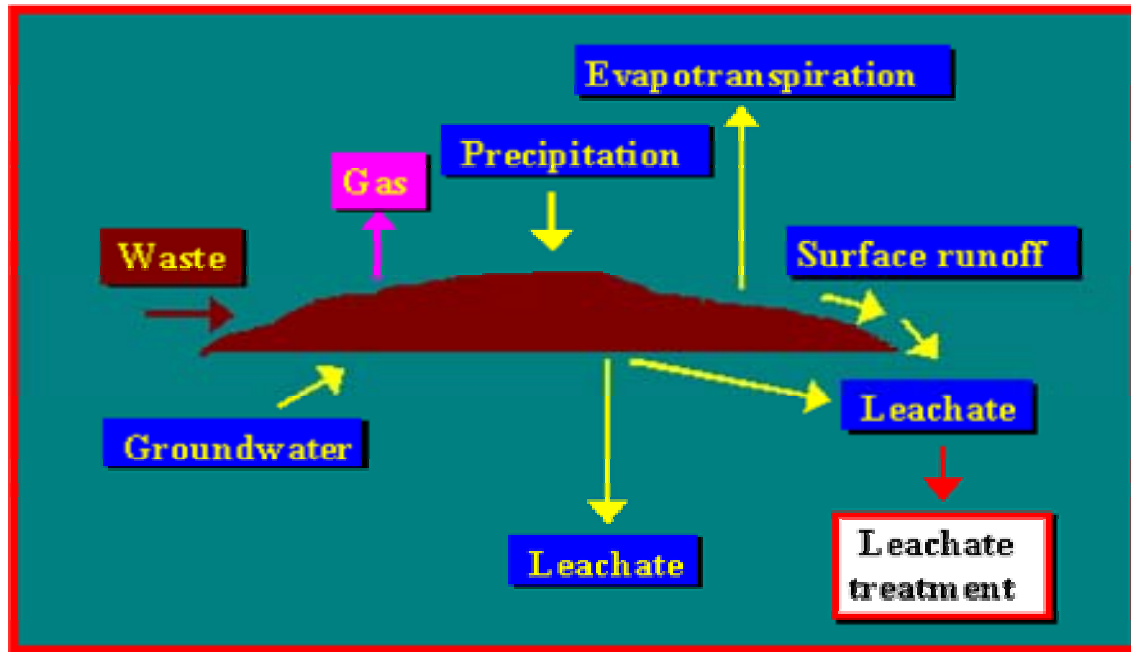 Evapotranspiration
Precipitation
Gas
Waste
Surface runoff
Leachate
Groundwater
Leachate
Leachate
treatment